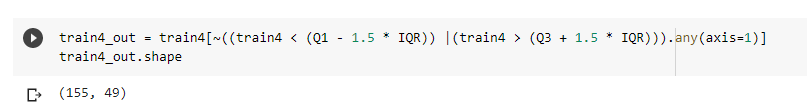 train4_out = train4[~((train4 < (Q1 - 1.5 * IQR)) |(train4 > (Q3 + 1.5 * IQR))).any(axis=1)]
train4_out.shape
(155, 49)